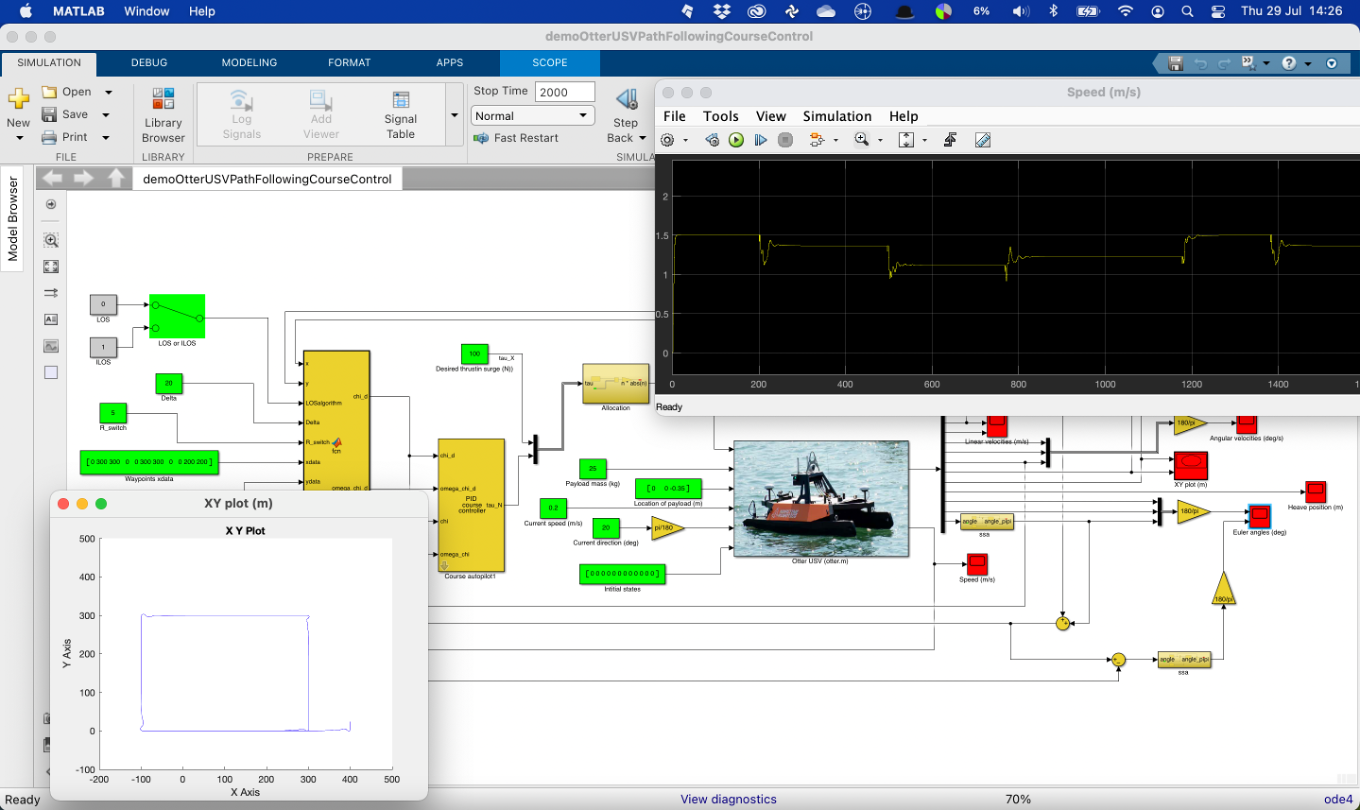 MATLAB Window Help 6% Thu 29 Jul 14:26
demoOtterUSVPathFollowingCourseControl
SIMULATION DEBUG MODELING FORMAT APPS SCOPE
New
Open
Save
Print
FILE
Library
Browser
LIBRARY
Log
Signals
Add
Viewer
Signal
Table
PREPARE
Stop Time 2000
Normal
Fast Restart
Step
Back
SIMULA
Model Browser
demoOtterUSVPathFollowingCourseControl
Speed (m/s)
File Tools View Simulation Help
2
1.5
1
0.5
0
0 200 400 600 800 1000 1200 1400
Ready
0
LOS
1
ILOS
LOS or ILOS
20
Delta
5
R_switch
[ 0 300 300 0 0 300 300 0 0 200 200 ]
Waypoints xdata
x
y
LOSalgorithm
Delta
R_switch
xdata
ydata
fcn
chi_d
omega_chi_d
100
tau_X
Desired thrustin surge (N))
chi_d
omega_chi_d
chi
omega_chi
PID
course
controller
tau_N
Course autopilot1
tau n * abs(n)
Allocation
25
Payload mass (kg)
[0 0 -0.35]
Location of payload (m)
0.2
Current speed (m/s)
20
Current direction (deg)
pi/180
[0 0 0 0 0 0 0 0 0 0 0 0]
Intitial states
Otter USV (otter.m)
Speed (m/s)
Linear velocities (m/s)
180/pi
Angular velocities (deg/s)
XY plot (m)
Heave position (m)
180/pi
Euler angles (deg)
angle angle_pipi
ssa
180/pi
angle angle_pipi
ssa
XY plot (m)
X Y Plot
500
400
300
200
100
0
-100
-200 -100 0 100 200 300 400 500
X Axis
Y Axis
Ready View diagnostics 70% ode4